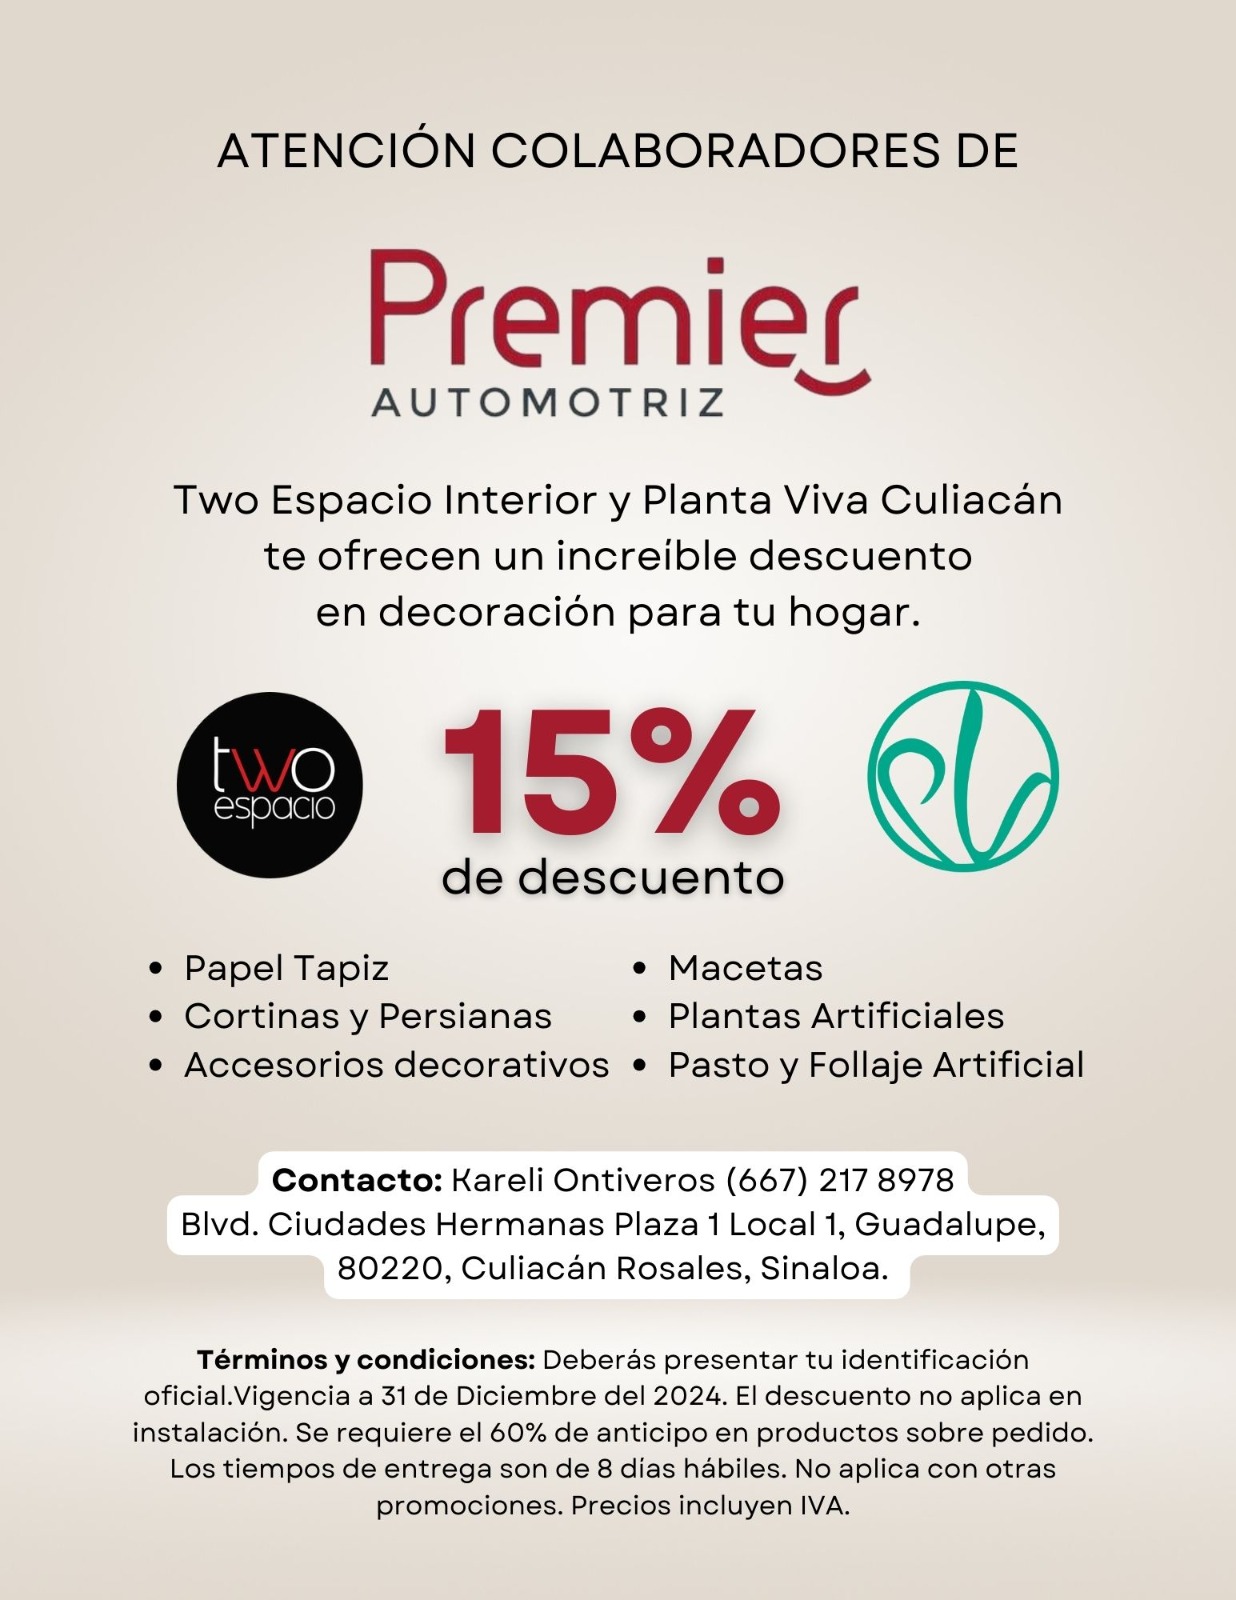 ATENCIÓN COLABORADORES DE
Premier
AUTOMOTRIZ
Two Espacio Interior y Planta Viva Culiacán
te ofrecen un increíble descuento
en decoración para tu hogar.
two
espacio
15%
de descuento
• Papel Tapiz
• Cortinas y Persianas
• Accesorios decorativos
• Macetas
• Plantas Artificiales
• Pasto y Follaje Artificial
Contacto: Kareli Ontiveros (667) 217 8978
Blvd. Ciudades Hermanas Plaza 1 Local 1, Guadalupe,
80220, Culiacán Rosales, Sinaloa.
Términos y condiciones: Deberás presentar tu identificación
oficial.Vigencia a 31 de Diciembre del 2024. El descuento no aplica en
instalación. Se requiere el 60% de anticipo en productos sobre pedido.
Los tiempos de entrega son de 8 días hábiles. No aplica con otras
promociones. Precios incluyen IVA.